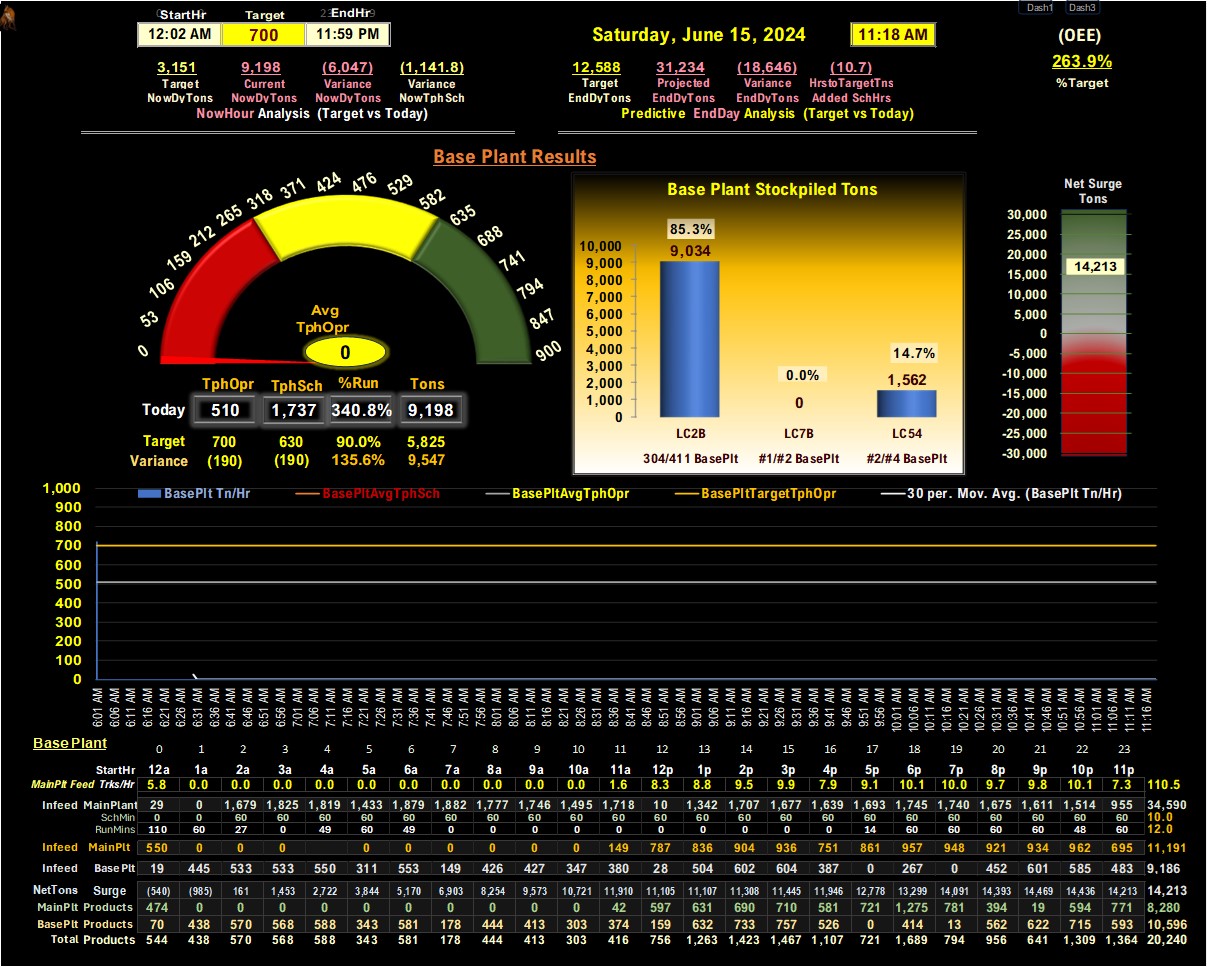 StartHr Target EndHr Dash1 Dash3
12:02 AM 700 11:59 PM Saturday, June 15, 2024 11:18 AM (OEE)
3,151 9,198 (6,047) (1,141.8) 12,588 31,234 (18,646) (10.7) 263.9%
Target Current Variance Variance Target Projected Variance HrstoTargetTns %Target
NowDyTons NowDyTons NowDyTons NowTphSch EndDyTons EndDyTons EndDyTons Added SchHrs
NowHour Analysis (Target vs Today) Predictive EndDay Analysis (Target vs Today)
Base Plant Results
0 53 106 159 212 265 318 371 424 476 529 582 635 688 741 794 847 900
Avg
TphOpr
0
TphOpr TphSch %Run Tons
Today 510 1,737 340.8% 9,198
Target 700 630 90.0% 5,825
Variance (190) (190) 135.6% 9,547
Base Plant Stockpiled Tons
10,000
9,000
8,000
7,000
6,000
5,000
4,000
3,000
2,000
1,000
0
85.3%
9,034
0.0%
0
14.7%
1,562
LC2B LC7B LC54
304/411 BasePlt #1/#2 BasePlt #2/#4 BasePlt
Net Surge
Tons
30,000
25,000
20,000
15,000
10,000
5,000
0
-5,000
-10,000
-15,000
-20,000
-25,000
-30,000
14,213
BasePlt Tn/Hr BasePltAvgTphSch BasePltAvgTphOpr BasePltTargetTphOpr 30 per. Mov. Avg. (BasePlt Tn/Hr)
1,000
900
800
700
600
500
400
300
200
100
0
6:01 AM 6:06 AM 6:11 AM 6:16 AM 6:21 AM 6:26 AM 6:31 AM 6:36 AM 6:41 AM 6:46 AM 6:51 AM 6:56 AM 7:01 AM 7:06 AM 7:11 AM 7:16 AM 7:21 AM 7:26 AM 7:31 AM 7:36 AM 7:41 AM 7:46 AM 7:51 AM 7:56 AM 8:01 AM 8:06 AM 8:11 AM 8:16 AM 8:21 AM 8:26 AM 8:31 AM 8:36 AM 8:41 AM 8:46 AM 8:51 AM 8:56 AM 9:01 AM 9:06 AM 9:11 AM 9:16 AM 9:21 AM 9:26 AM 9:31 AM 9:36 AM 9:41 AM 9:46 AM 9:51 AM 9:56 AM 10:01 AM 10:06 AM 10:11 AM 10:16 AM 10:21 AM 10:26 AM 10:31 AM 10:36 AM 10:41 AM 10:46 AM 10:51 AM 10:56 AM 11:01 AM 11:06 AM 11:11 AM 11:16 AM
Base Plant 0 1 2 3 4 5 6 7 8 9 10 11 12 13 14 15 16 17 18 19 20 21 22 23
StartHr 12a 1a 2a 3a 4a 5a 6a 7a 8a 9a 10a 11a 12p 1p 2p 3p 4p 5p 6p 7p 8p 9p 10p 11p
MainPlt Feed Trks/Hr 5.8 0.0 0.0 0.0 0.0 0.0 0.0 0.0 0.0 0.0 0.0 1.6 8.3 8.8 9.5 9.9 7.9 9.1 10.1 10.0 9.7 9.8 10.1 7.3 110.5
Infeed MainPlant 29 0 1,679 1,825 1,819 1,433 1,879 1,882 1,777 1,746 1,495 1,718 10 1,342 1,707 1,677 1,639 1,693 1,745 1,740 1,675 1,611 1,514 955 34,590
SchMin 0 0 60 60 60 60 60 60 60 60 60 60 60 60 60 60 60 60 60 60 60 60 60 60 10.0
RunMins 110 60 27 0 49 60 49 0 0 0 0 0 0 0 0 0 0 14 60 60 60 60 48 60 12.0
Infeed MainPlt 550 0 0 0 0 0 0 0 0 0 149 787 836 904 936 751 861 957 948 921 934 962 695 11,191
Infeed BasePlt 19 445 533 533 550 311 553 149 426 427 347 380 28 504 602 604 387 0 267 0 452 601 585 483 9,186
NetTons Surge (540) (985) 161 1,453 2,722 3,844 5,170 6,903 8,254 9,573 10,721 11,910 11,105 11,107 11,308 11,445 11,946 12,778 13,299 14,091 14,393 14,469 14,436 14,213 14,213
MainPlt Products 474 0 0 0 0 0 0 0 0 0 0 42 597 631 690 710 581 721 1,275 781 394 19 594 771 8,280
BasePlt Products 70 438 570 568 588 343 581 178 444 413 303 374 159 632 733 757 526 0 414 13 562 622 715 593 10,596
Total Products 544 438 570 568 588 343 581 178 444 413 303 416 756 1,263 1,423 1,467 1,107 721 1,689 794 956 641 1,309 1,364 20,240